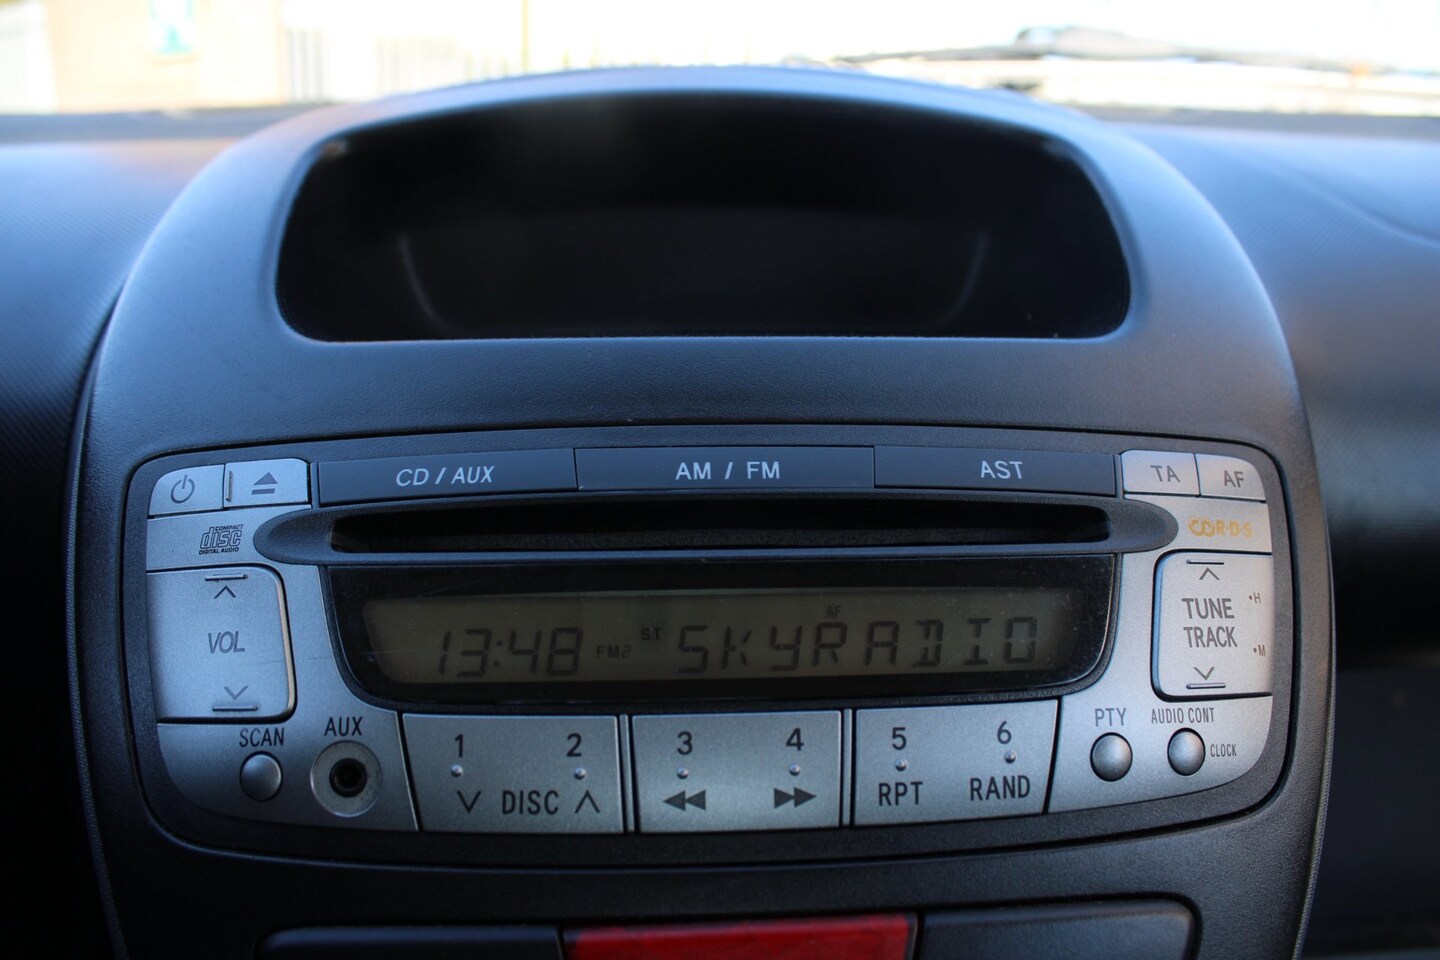 CD / AUX AM / FM AST TA AF
COMPACT
disc
DIGITAL AUDIO
R·D·S
VOL
13:48 FM2 ST AF SKYRADIO
TUNE
TRACK
•H
•M
SCAN
AUX
1 2 3 4 5 6
DISC RPT RAND
PTY
AUDIO CONT
CLOCK